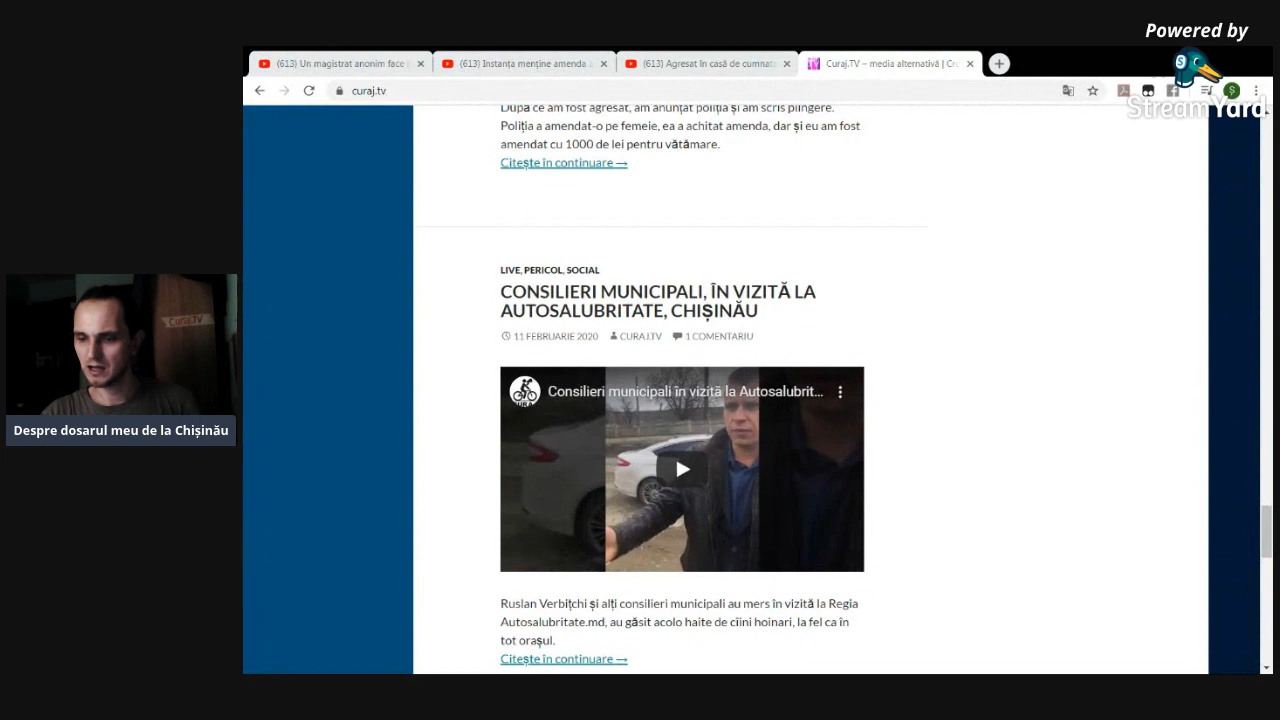 Powered by
StreamYard
(613) Un magistrat anonim face
(613) Instanța menține amenda
(613) Agresat în casă de cumnata
Curaj.TV – media alternativă | Cro
curaj.tv
După ce am fost agresat, am anunțat poliția și am scris plîngere.
Poliția a amendat-o pe femeie, ea a achitat amenda, dar și eu am fost
amendat cu 1000 de lei pentru vătămare.
Citește în continuare →
LIVE, PERICOL, SOCIAL
CONSILIERI MUNICIPALI, ÎN VIZITĂ LA
AUTOSALUBRITATE, CHIȘINĂU
11 FEBRUARIE 2020 CURAJ.TV 1 COMENTARIU
Consilieri municipali în vizită la Autosalubrit...
Curaj.TV
Despre dosarul meu de la Chișinău
Ruslan Verbițchi și alți consilieri municipali au mers în vizită la Regia
Autosalubritate.md, au găsit acolo haite de cîini hoinari, la fel ca în
tot orașul.
Citește în continuare →